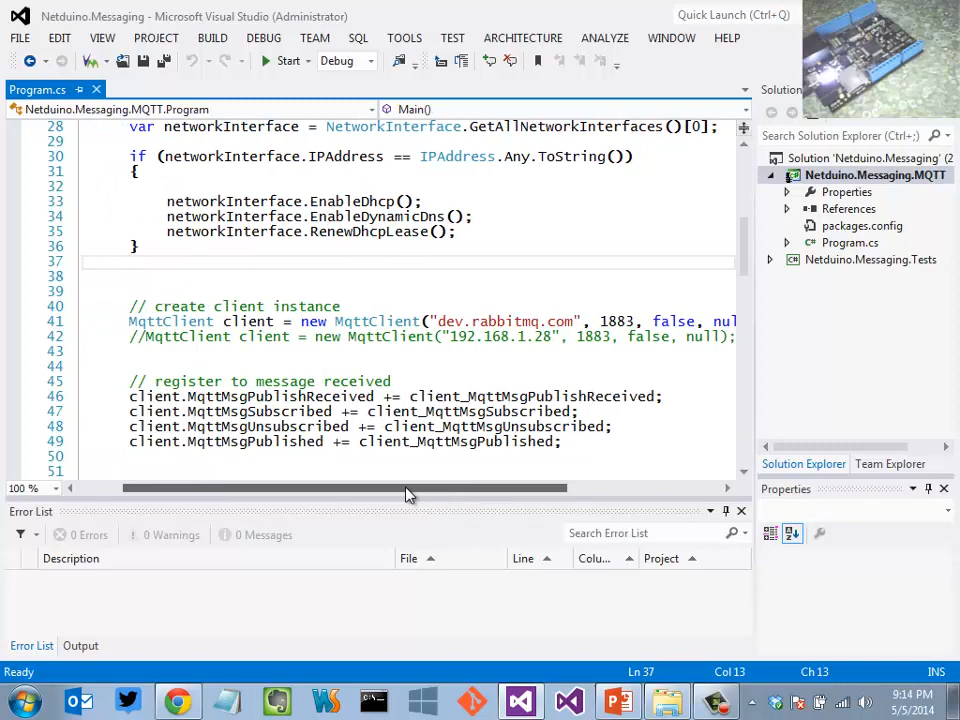 Netduino.Messaging - Microsoft Visual Studio (Administrator)
Quick Launch (Ctrl+Q)
FILE EDIT VIEW PROJECT BUILD DEBUG TEAM SQL TOOLS TEST ARCHITECTURE ANALYZE WINDOW HELP
Start Debug
Program.cs
Solution
Netduino.Messaging.MQTT.Program Main()
28 var networkInterface = NetworkInterface.GetAllNetworkInterfaces()[0];
29
30 if (networkInterface.IPAddress == IPAddress.Any.ToString())
31 {
32
33 networkInterface.EnableDhcp();
34 networkInterface.EnableDynamicDns();
35 networkInterface.RenewDhcpLease();
36 }
37
38
39
40 // create client instance
41 MqttClient client = new MqttClient("dev.rabbitmq.com", 1883, false, nul
42 //MqttClient client = new MqttClient("192.168.1.28", 1883, false, null);
43
44
45 // register to message received
46 client.MqttMsgPublishReceived += client_MqttMsgPublishReceived;
47 client.MqttMsgSubscribed += client_MqttMsgSubscribed;
48 client.MqttMsgUnsubscribed += client_MqttMsgUnsubscribed;
49 client.MqttMsgPublished += client_MqttMsgPublished;
50
51
100 %
Search Solution Explorer (Ctrl+;)
Solution 'Netduino.Messaging' (2
Netduino.Messaging.MQTT
Properties
References
packages.config
Program.cs
Netduino.Messaging.Tests
Solution Explorer Team Explorer
Properties
Error List
0 Errors 0 Warnings 0 Messages Search Error List
Description File Line Colu... Project
Error List Output
Ready Ln 37 Col 13 Ch 13 INS
9:14 PM
5/5/2014